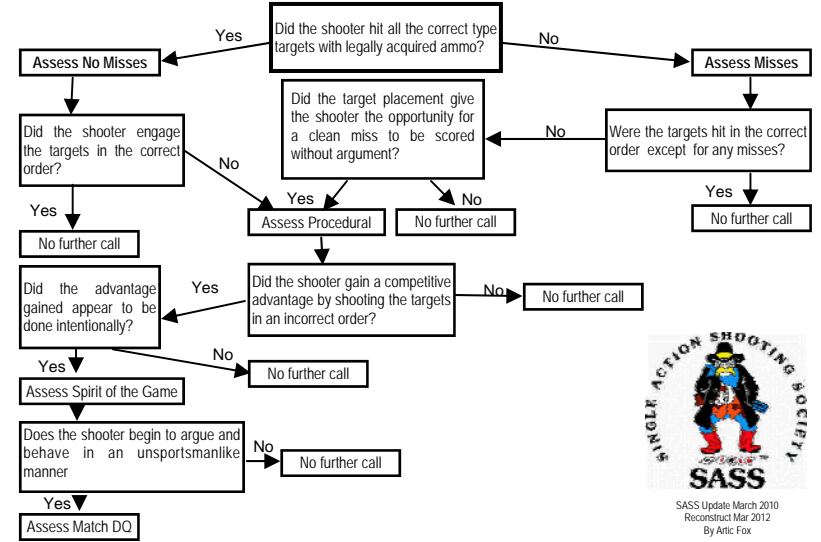 Did the shooter hit all the correct type
targets with legally acquired ammo?
Yes
No
Assess No Misses
Assess Misses
Did the target placement give
the shooter the opportunity for
a clean miss to be scored
without argument?
Did the shooter engage
the targets in the correct
order?
Were the targets hit in the correct
order except for any misses?
No
No
Yes
No
Yes
Yes
Assess Procedural
No further call
No further call
No further call
Did the advantage
gained appear to be
done intentionally?
Yes
Did the shooter gain a competitive
advantage by shooting the targets
in an incorrect order?
No
No further call
Yes
No
No further call
Assess Spirit of the Game
Does the shooter begin to argue and
behave in an unsportsmanlike
manner
No
No further call
Yes
Assess Match DQ
SINGLE ACTION SHOOTING SOCIETY
SASS
SASS Update March 2010
Reconstruct Mar 2012
By Artic Fox